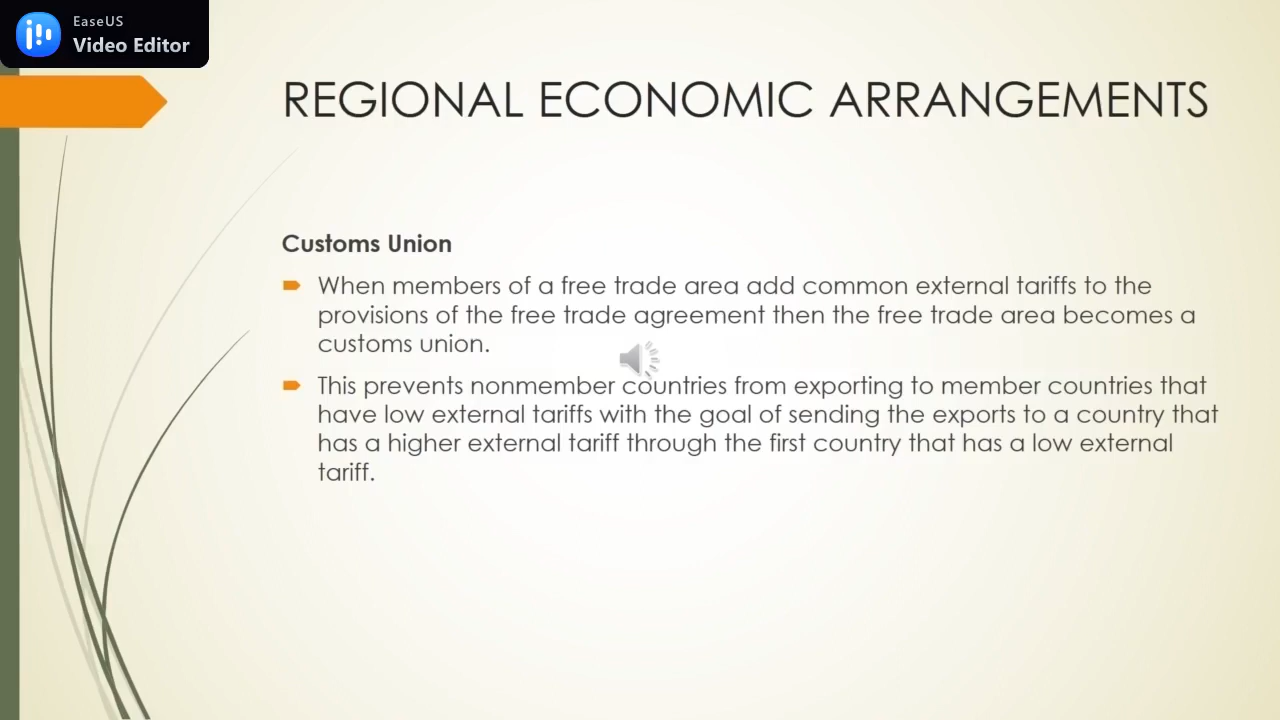 EaseUS
Video Editor
REGIONAL ECONOMIC ARRANGEMENTS
Customs Union
When members of a free trade area add common external tariffs to the
provisions of the free trade agreement then the free trade area becomes a
customs union.
This prevents nonmember countries from exporting to member countries that
have low external tariffs with the goal of sending the exports to a country that
has a higher external tariff through the first country that has a low external
tariff.